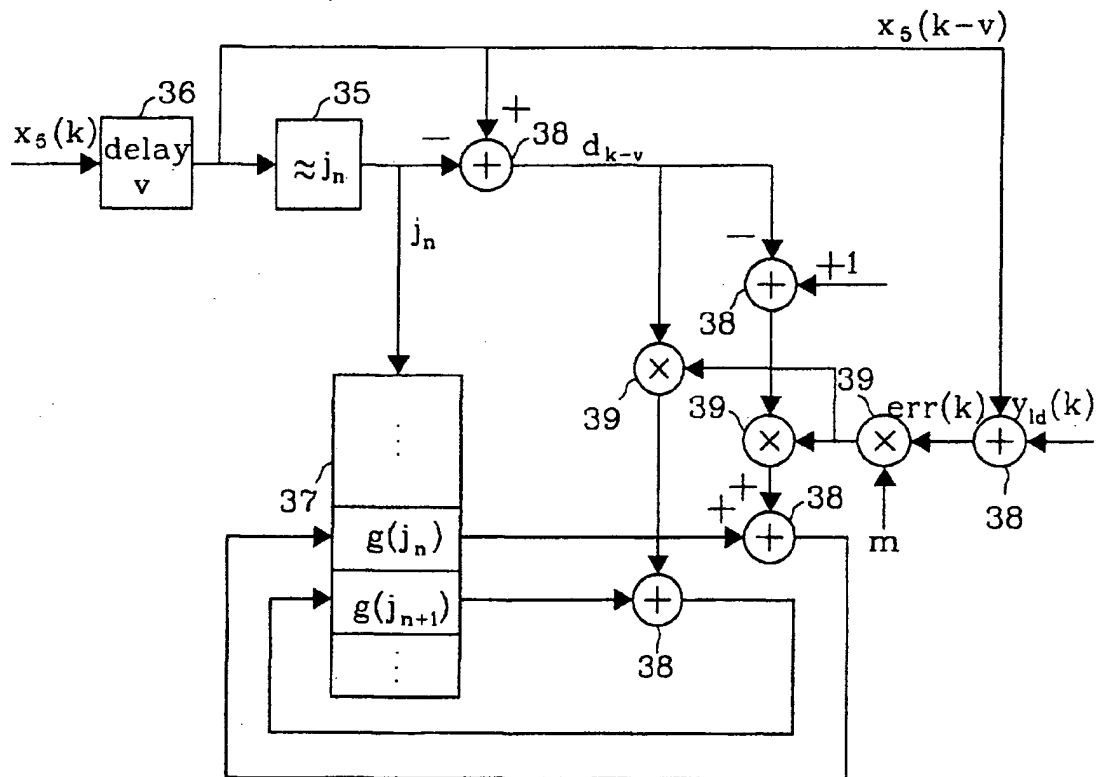 x₅(k−v)
36
35
x₅(k)
delay
v
≈ jₙ
−
+
+
38
dₖ₋ᵥ
jₙ
−
+
+1
38
×
39
39
×
39
×
err(k)
y_ld(k)
+
38
m
37
⋮
+
+
+
38
g(jₙ)
g(jₙ₊₁)
+
38
⋮